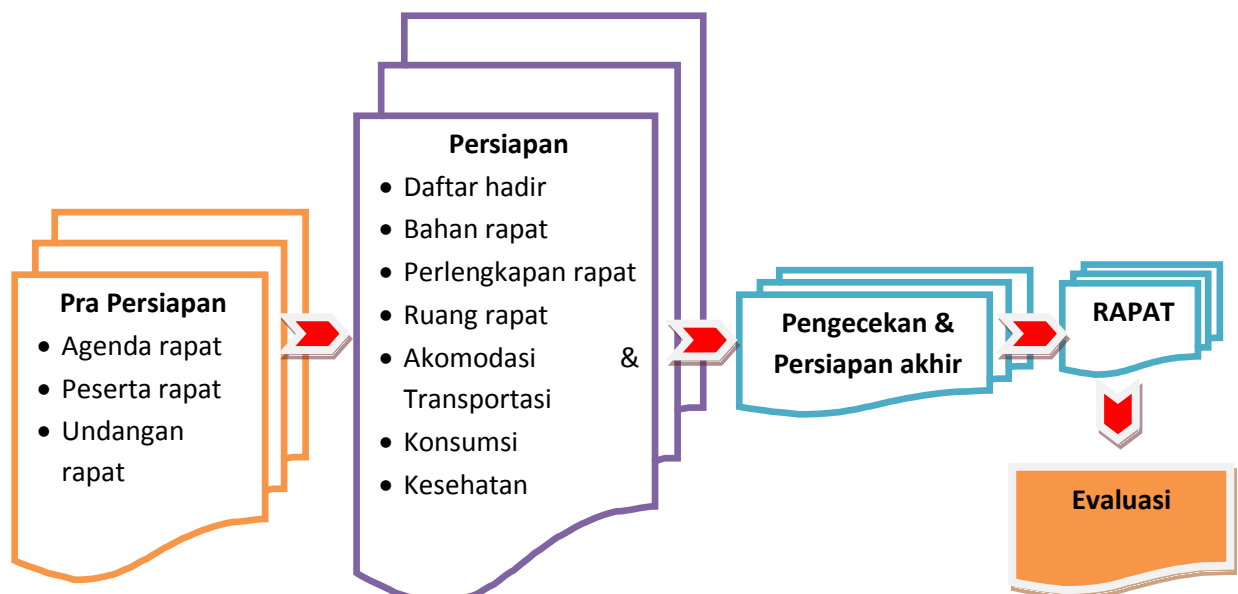 Pra Persiapan
• Agenda rapat
• Peserta rapat
• Undangan
rapat
Persiapan
• Daftar hadir
• Bahan rapat
• Perlengkapan rapat
• Ruang rapat
• Akomodasi &
Transportasi
• Konsumsi
• Kesehatan
Pengecekan &
Persiapan akhir
RAPAT
Evaluasi